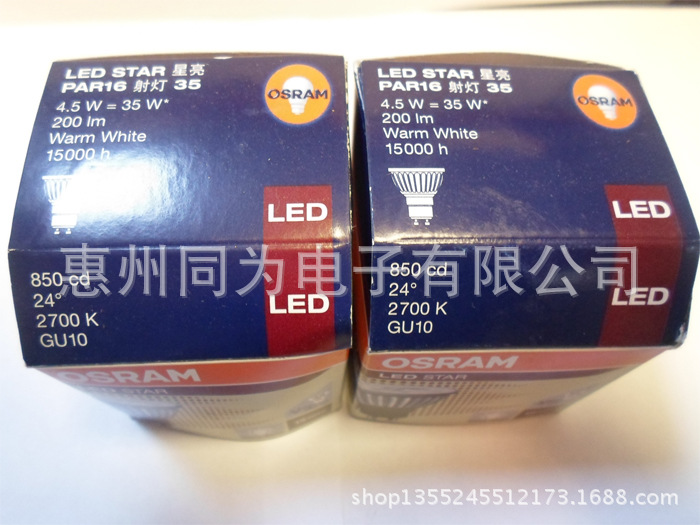 LED STAR 星亮
PAR16 射灯 35
4.5 W = 35 W*
200 lm
Warm White
15000 h
OSRAM
LED
850 cd
24°
2700 K
GU10
LED
OSRAM
LED STAR
LED STAR 星亮
PAR16 射灯 35
4.5 W = 35 W*
200 lm
Warm White
15000 h
OSRAM
LED
850 cd
24°
2700 K
GU10
LED
OSRAM
LED STAR
惠州同为电子有限公司
shop1355245512173.1688.com